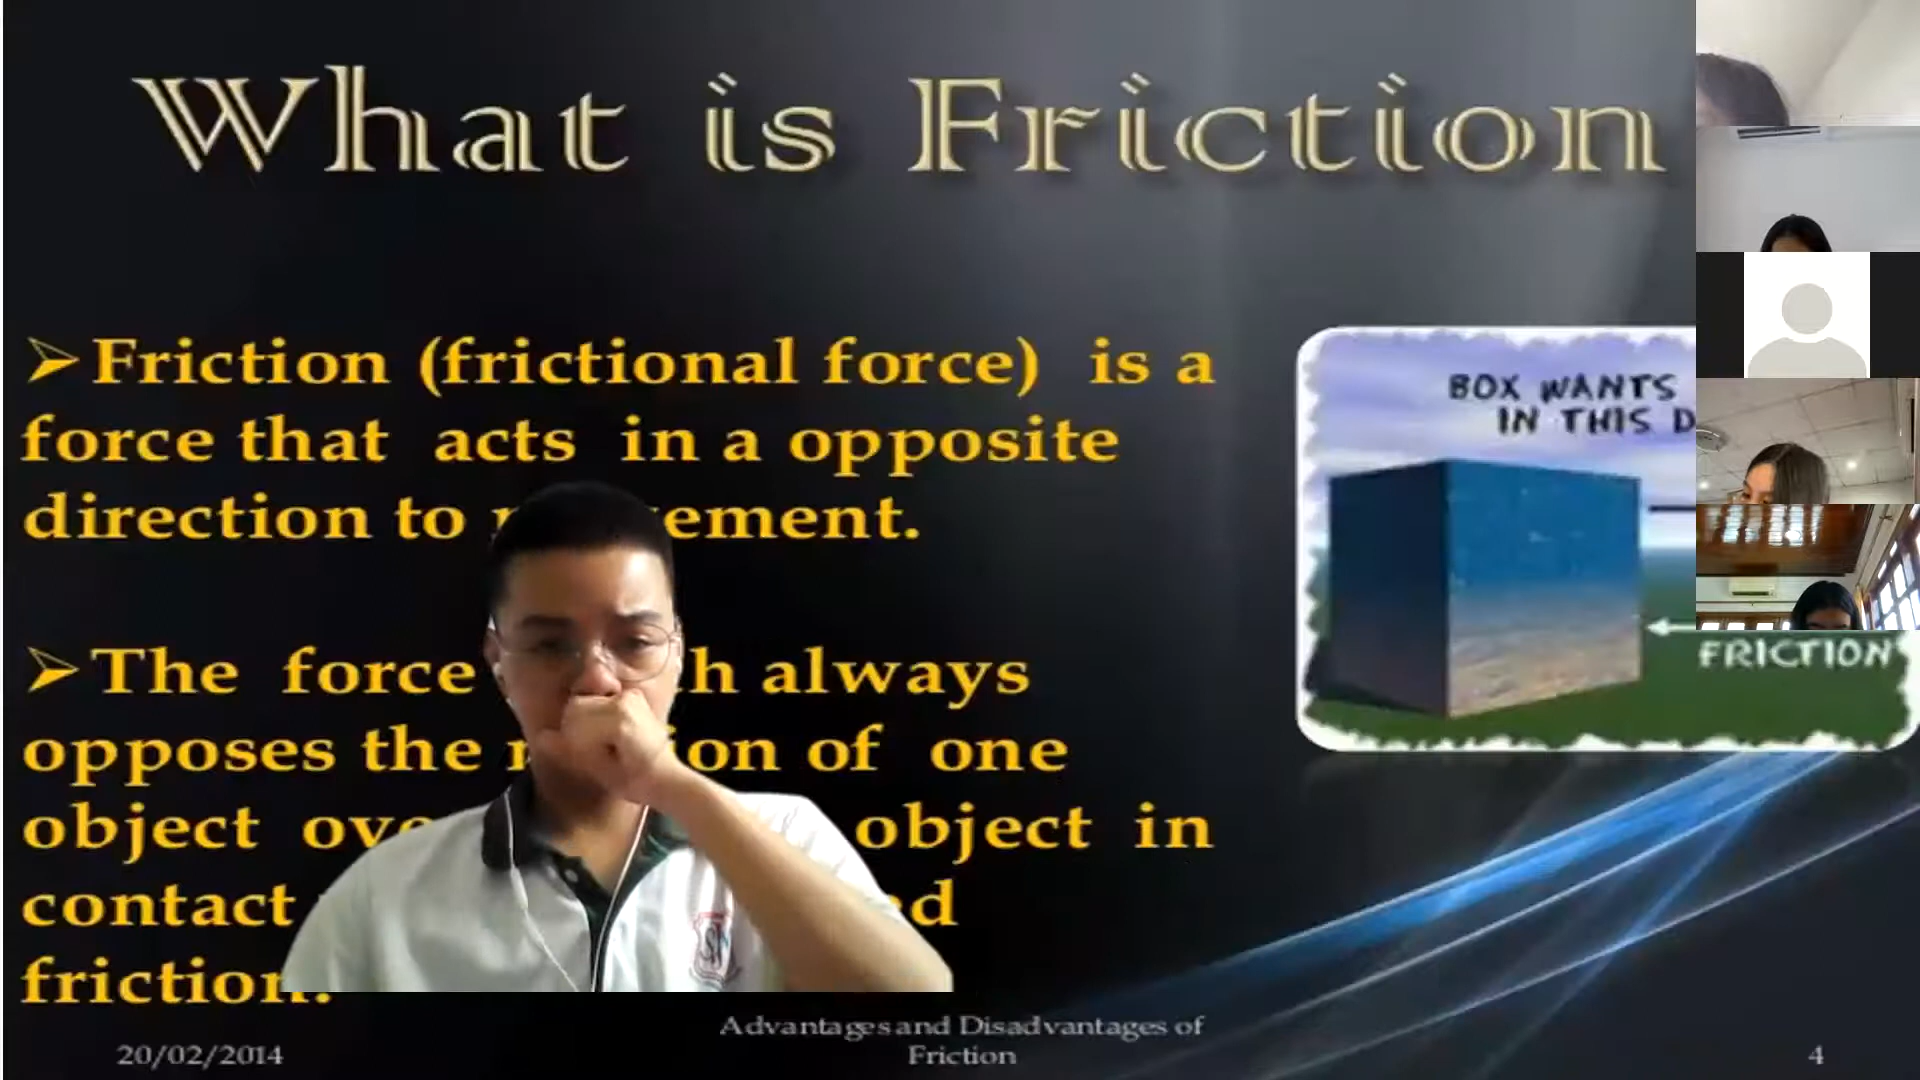 What is Friction
➢Friction (frictional force) is a
force that acts in a opposite
direction to
The force always
opposes the of one
object object in
contact
friction.
BOX WANTS
IN THIS
FRICTION
20/02/2014
Advantages and Disadvantages of
Friction
4